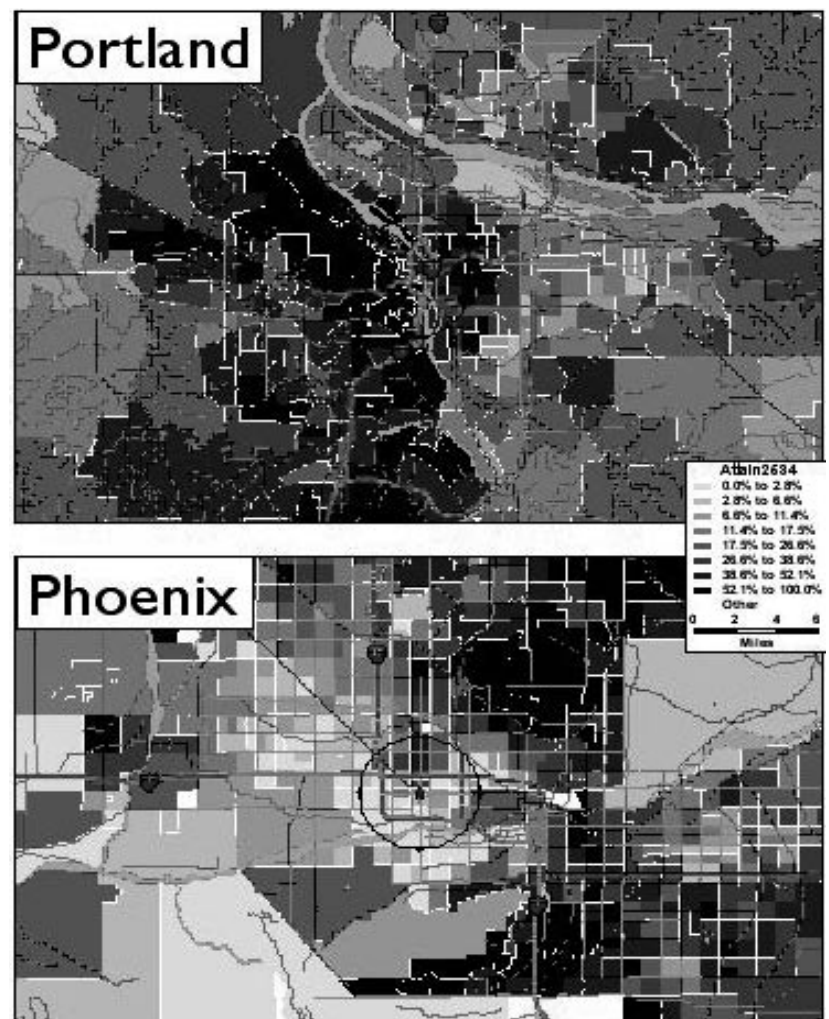 Portland
Attain2534
0.0% to 2.8%
2.8% to 6.6%
6.6% to 11.4%
11.4% to 17.5%
17.5% to 26.6%
26.6% to 38.6%
38.6% to 52.1%
52.1% to 100.0%
Other
0 2 4 6
Miles
Phoenix